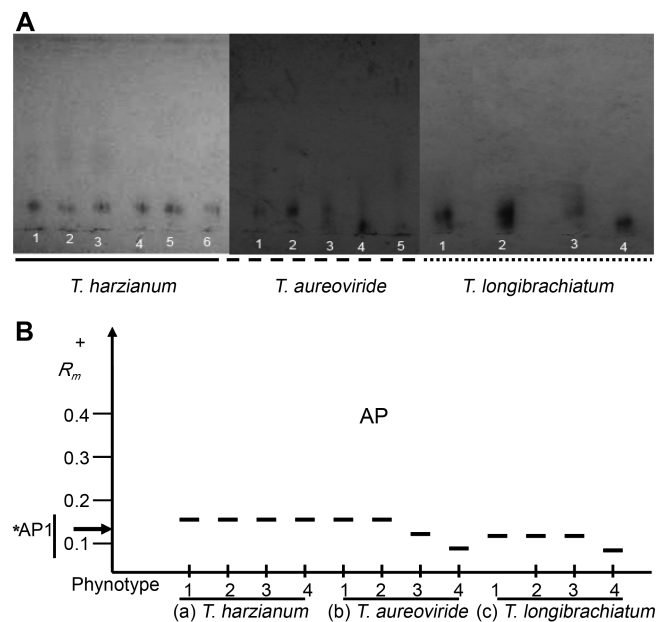 A
1 2 3 4 5 6 1 2 3 4 5 1 2 3 4
T. harzianum T. aureoviride T. longibrachiatum
B
+
Rm
AP
0.4
0.3
0.2
*AP1
0.1
Phynotype 1 2 3 4 1 2 3 4 1 2 3 4
(a) T. harzianum (b) T. aureoviride (c) T. longibrachiatum